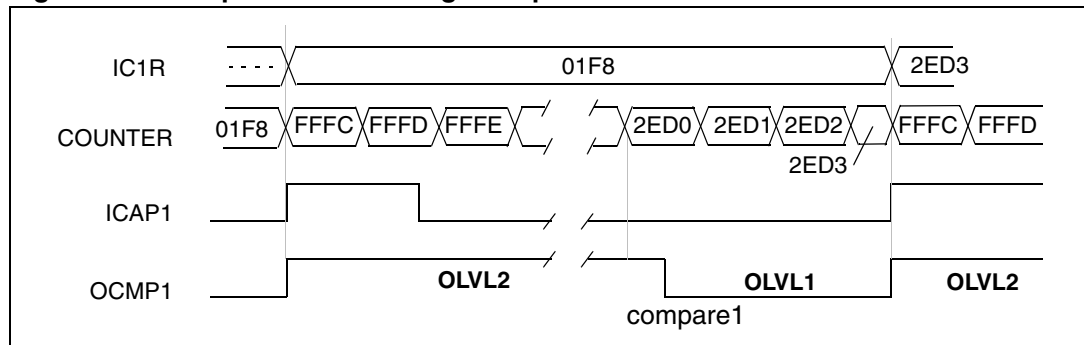 IC1R - - - - 01F8 2ED3
COUNTER 01F8 FFFC FFFD FFFE 2ED0 2ED1 2ED2 FFFC FFFD
2ED3
ICAP1
OCMP1 OLVL2 OLVL1 OLVL2
compare1